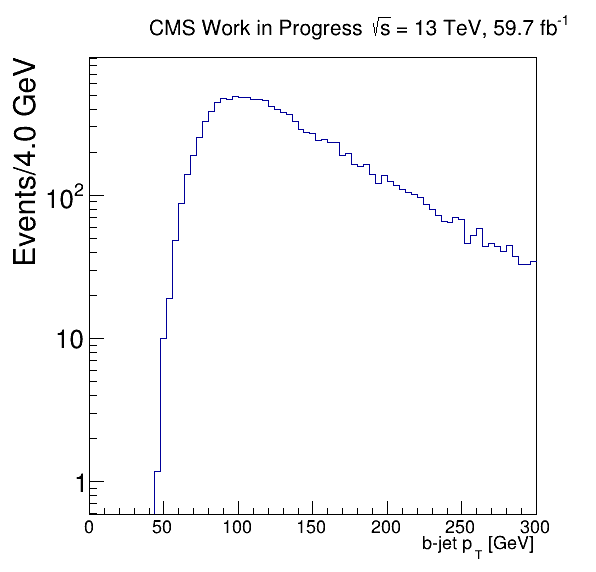 CMS Work in Progress √s = 13 TeV, 59.7 fb⁻¹
Events/4.0 GeV
10²
10
1
0 50 100 150 200 250 300
b-jet p_T [GeV]